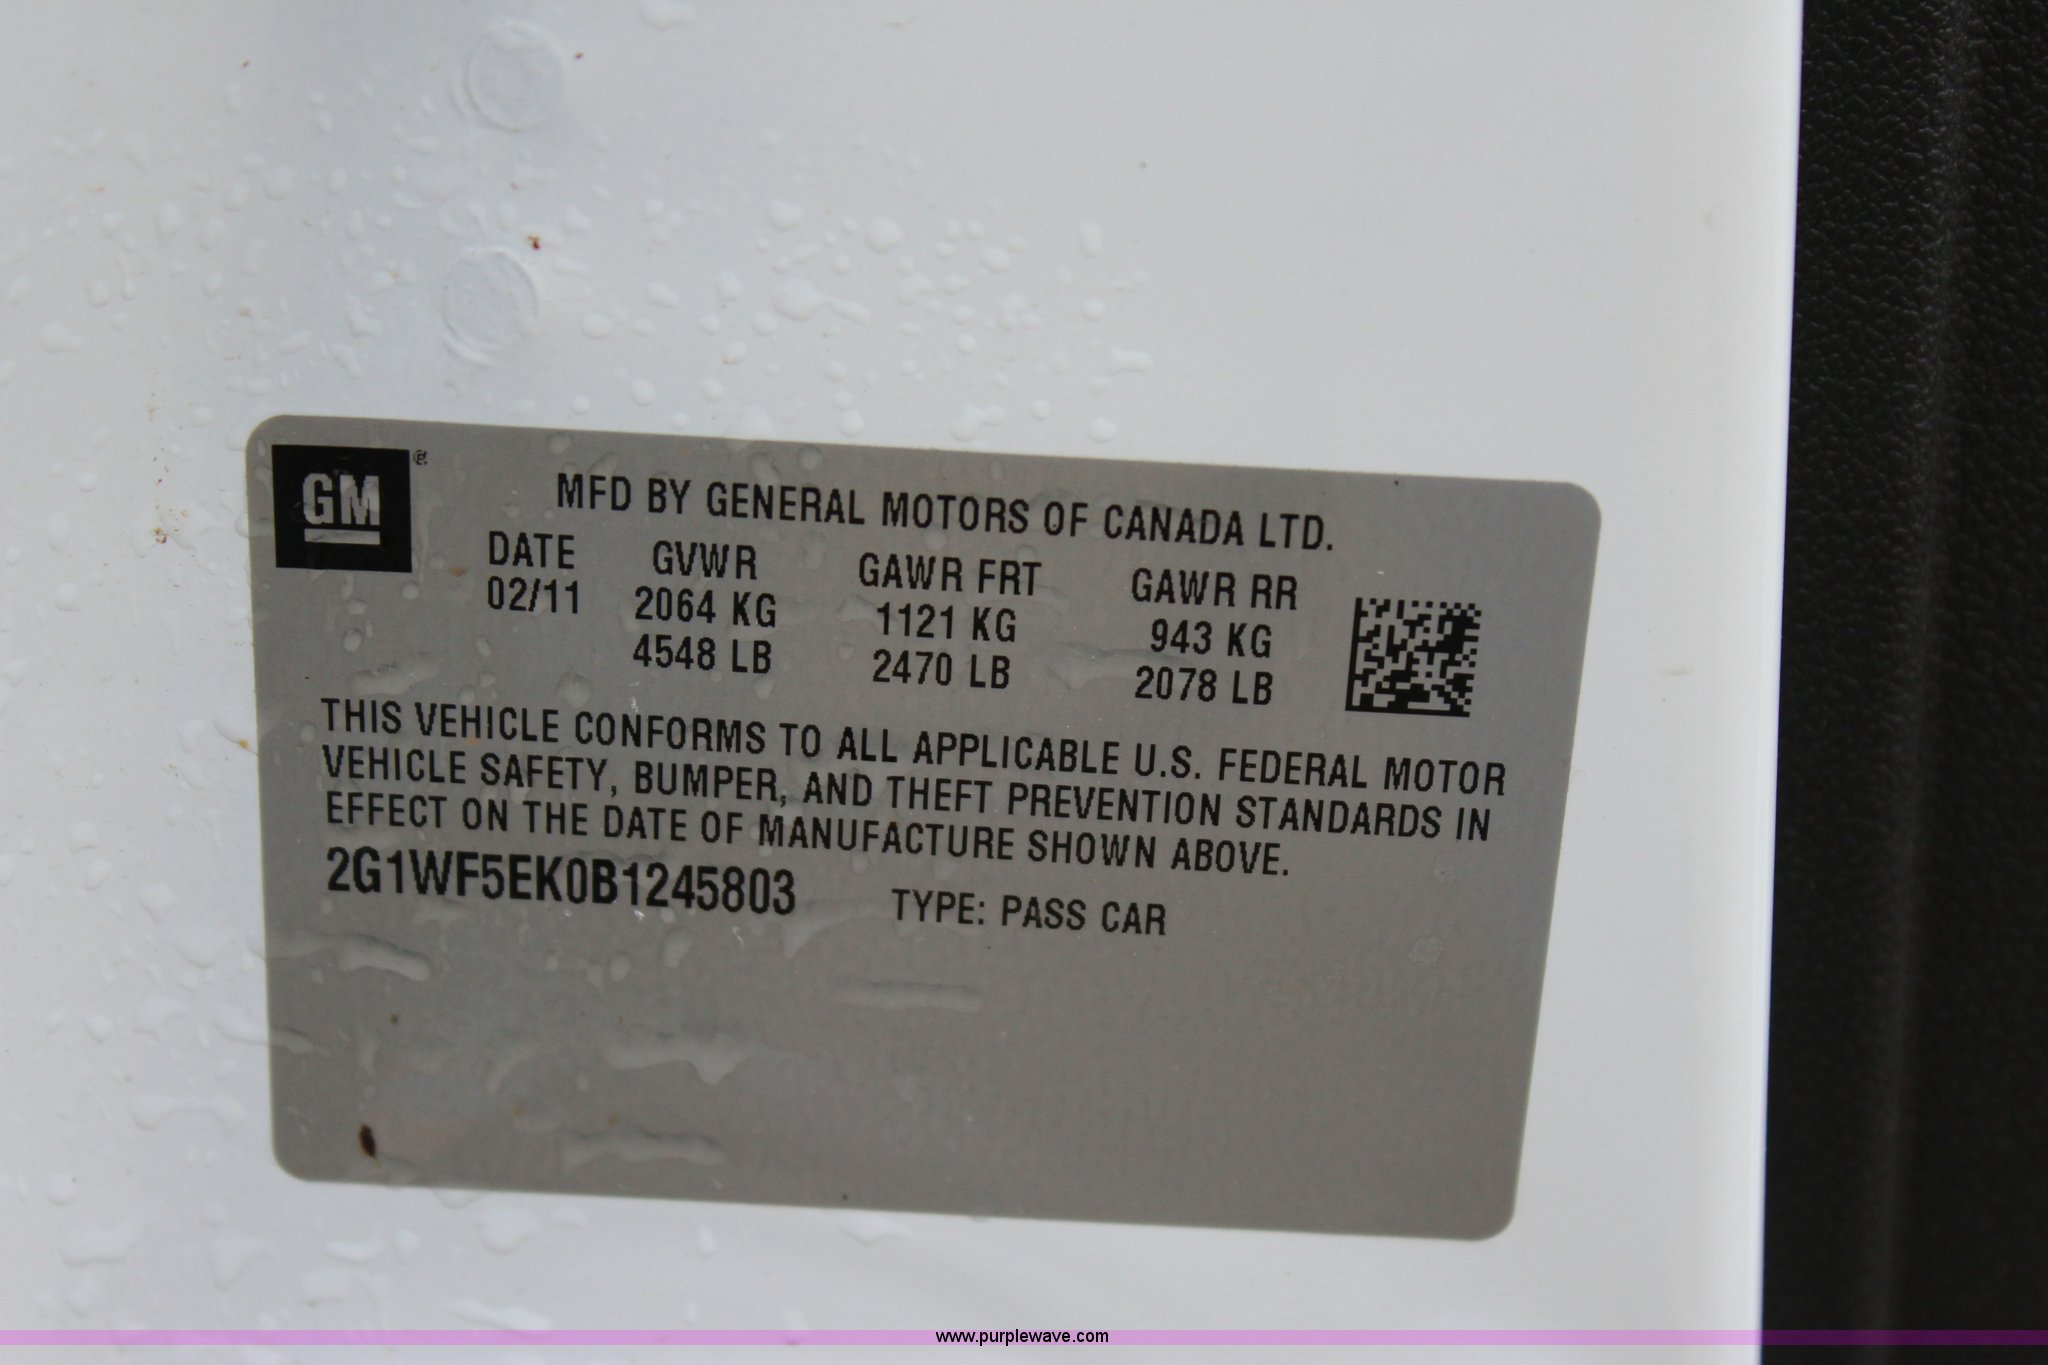 GM®
MFD BY GENERAL MOTORS OF CANADA LTD.
DATE GVWR GAWR FRT GAWR RR
02/11 2064 KG 1121 KG 943 KG
4548 LB 2470 LB 2078 LB
THIS VEHICLE CONFORMS TO ALL APPLICABLE U.S. FEDERAL MOTOR
VEHICLE SAFETY, BUMPER, AND THEFT PREVENTION STANDARDS IN
EFFECT ON THE DATE OF MANUFACTURE SHOWN ABOVE.
2G1WF5EK0B1245803 TYPE: PASS CAR
www.purplewave.com